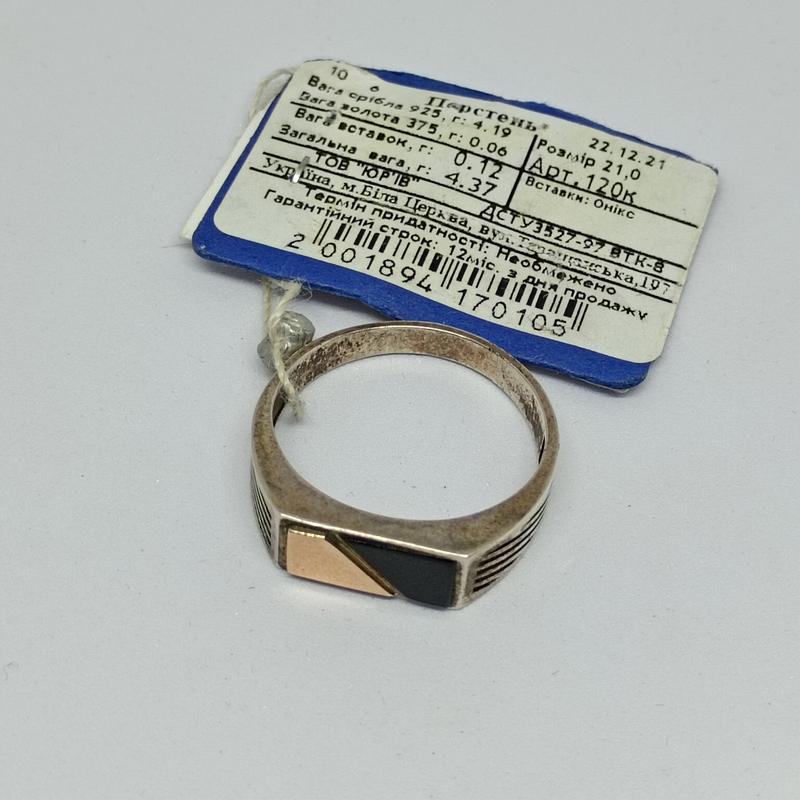 10 6 Перстень
22.12.21
Вага срібла 925, г: 4.19
Розмір 21,0
Вага золота 375, г: 0.06
Арт. 120к
Вага вставок, г: 0.12
Вставки: Онікс
Загальна вага, г: 4.37
ТОВ "ЮРІВ" ДСТУ3527-97 ВТК-8
Україна, м.Біла Церква, вул. Таращанська,197
Термін придатності: Необмежено
Гарантійний строк: 12міс. з дня продажу
2 001894 170105